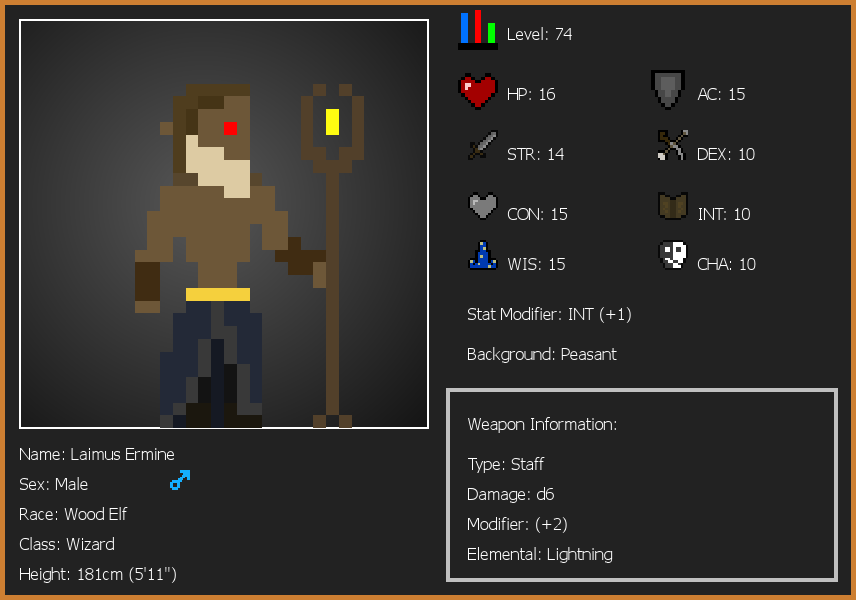 Level: 74
HP: 16
AC: 15
STR: 14
DEX: 10
CON: 15
INT: 10
WIS: 15
CHA: 10
Stat Modifier: INT (+1)
Background: Peasant
Weapon Information:
Type: Staff
Damage: d6
Modifier: (+2)
Elemental: Lightning
Name: Laimus Ermine
Sex: Male
Race: Wood Elf
Class: Wizard
Height: 181cm (5'11")